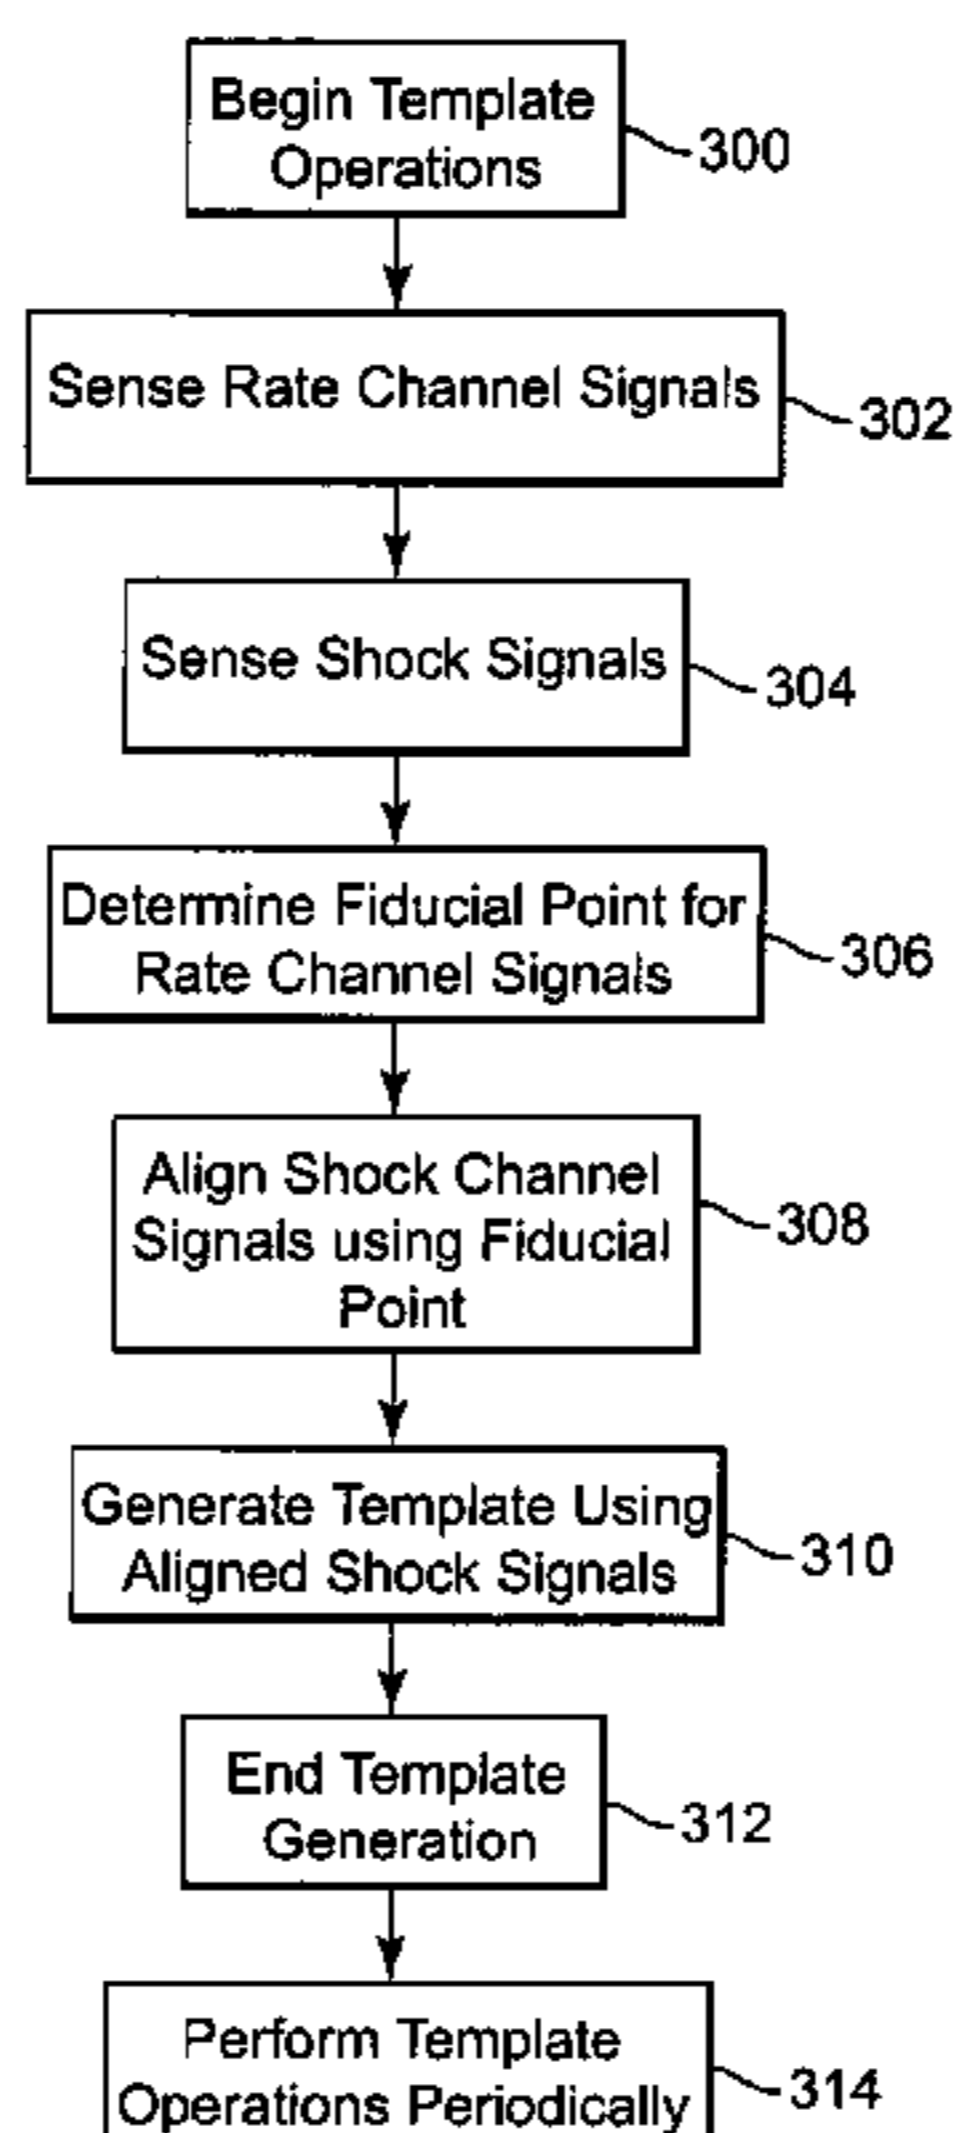 Begin Template
Operations
300
Sense Rate Channel Signals
302
Sense Shock Signals
304
Determine Fiducial Point for
Rate Channel Signals
306
Align Shock Channel
Signals using Fiducial
Point
308
Generate Template Using
Aligned Shock Signals
310
End Template
Generation
312
Perform Template
Operations Periodically
314